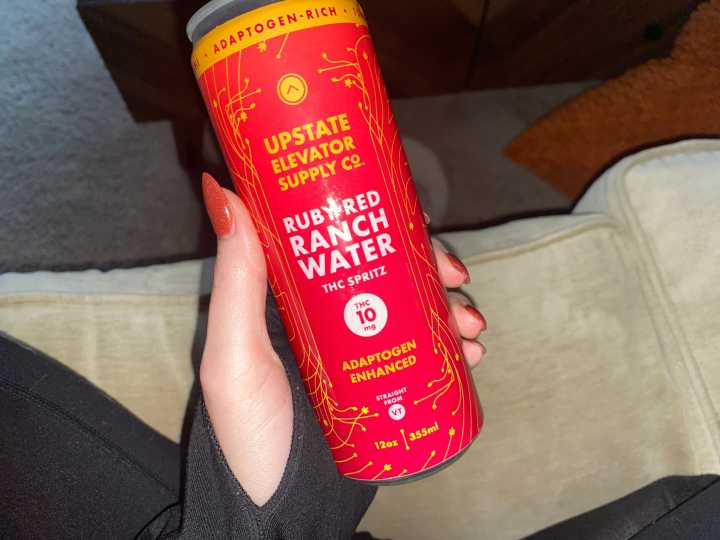 · ADAPTOGEN-RICH ·
UPSTATE
ELEVATOR
SUPPLY Co.
RUBY RED
RANCH
WATER
THC SPRITZ
THC
10
mg
ADAPTOGEN
ENHANCED
STRAIGHT
FROM
VT
12oz | 355ml